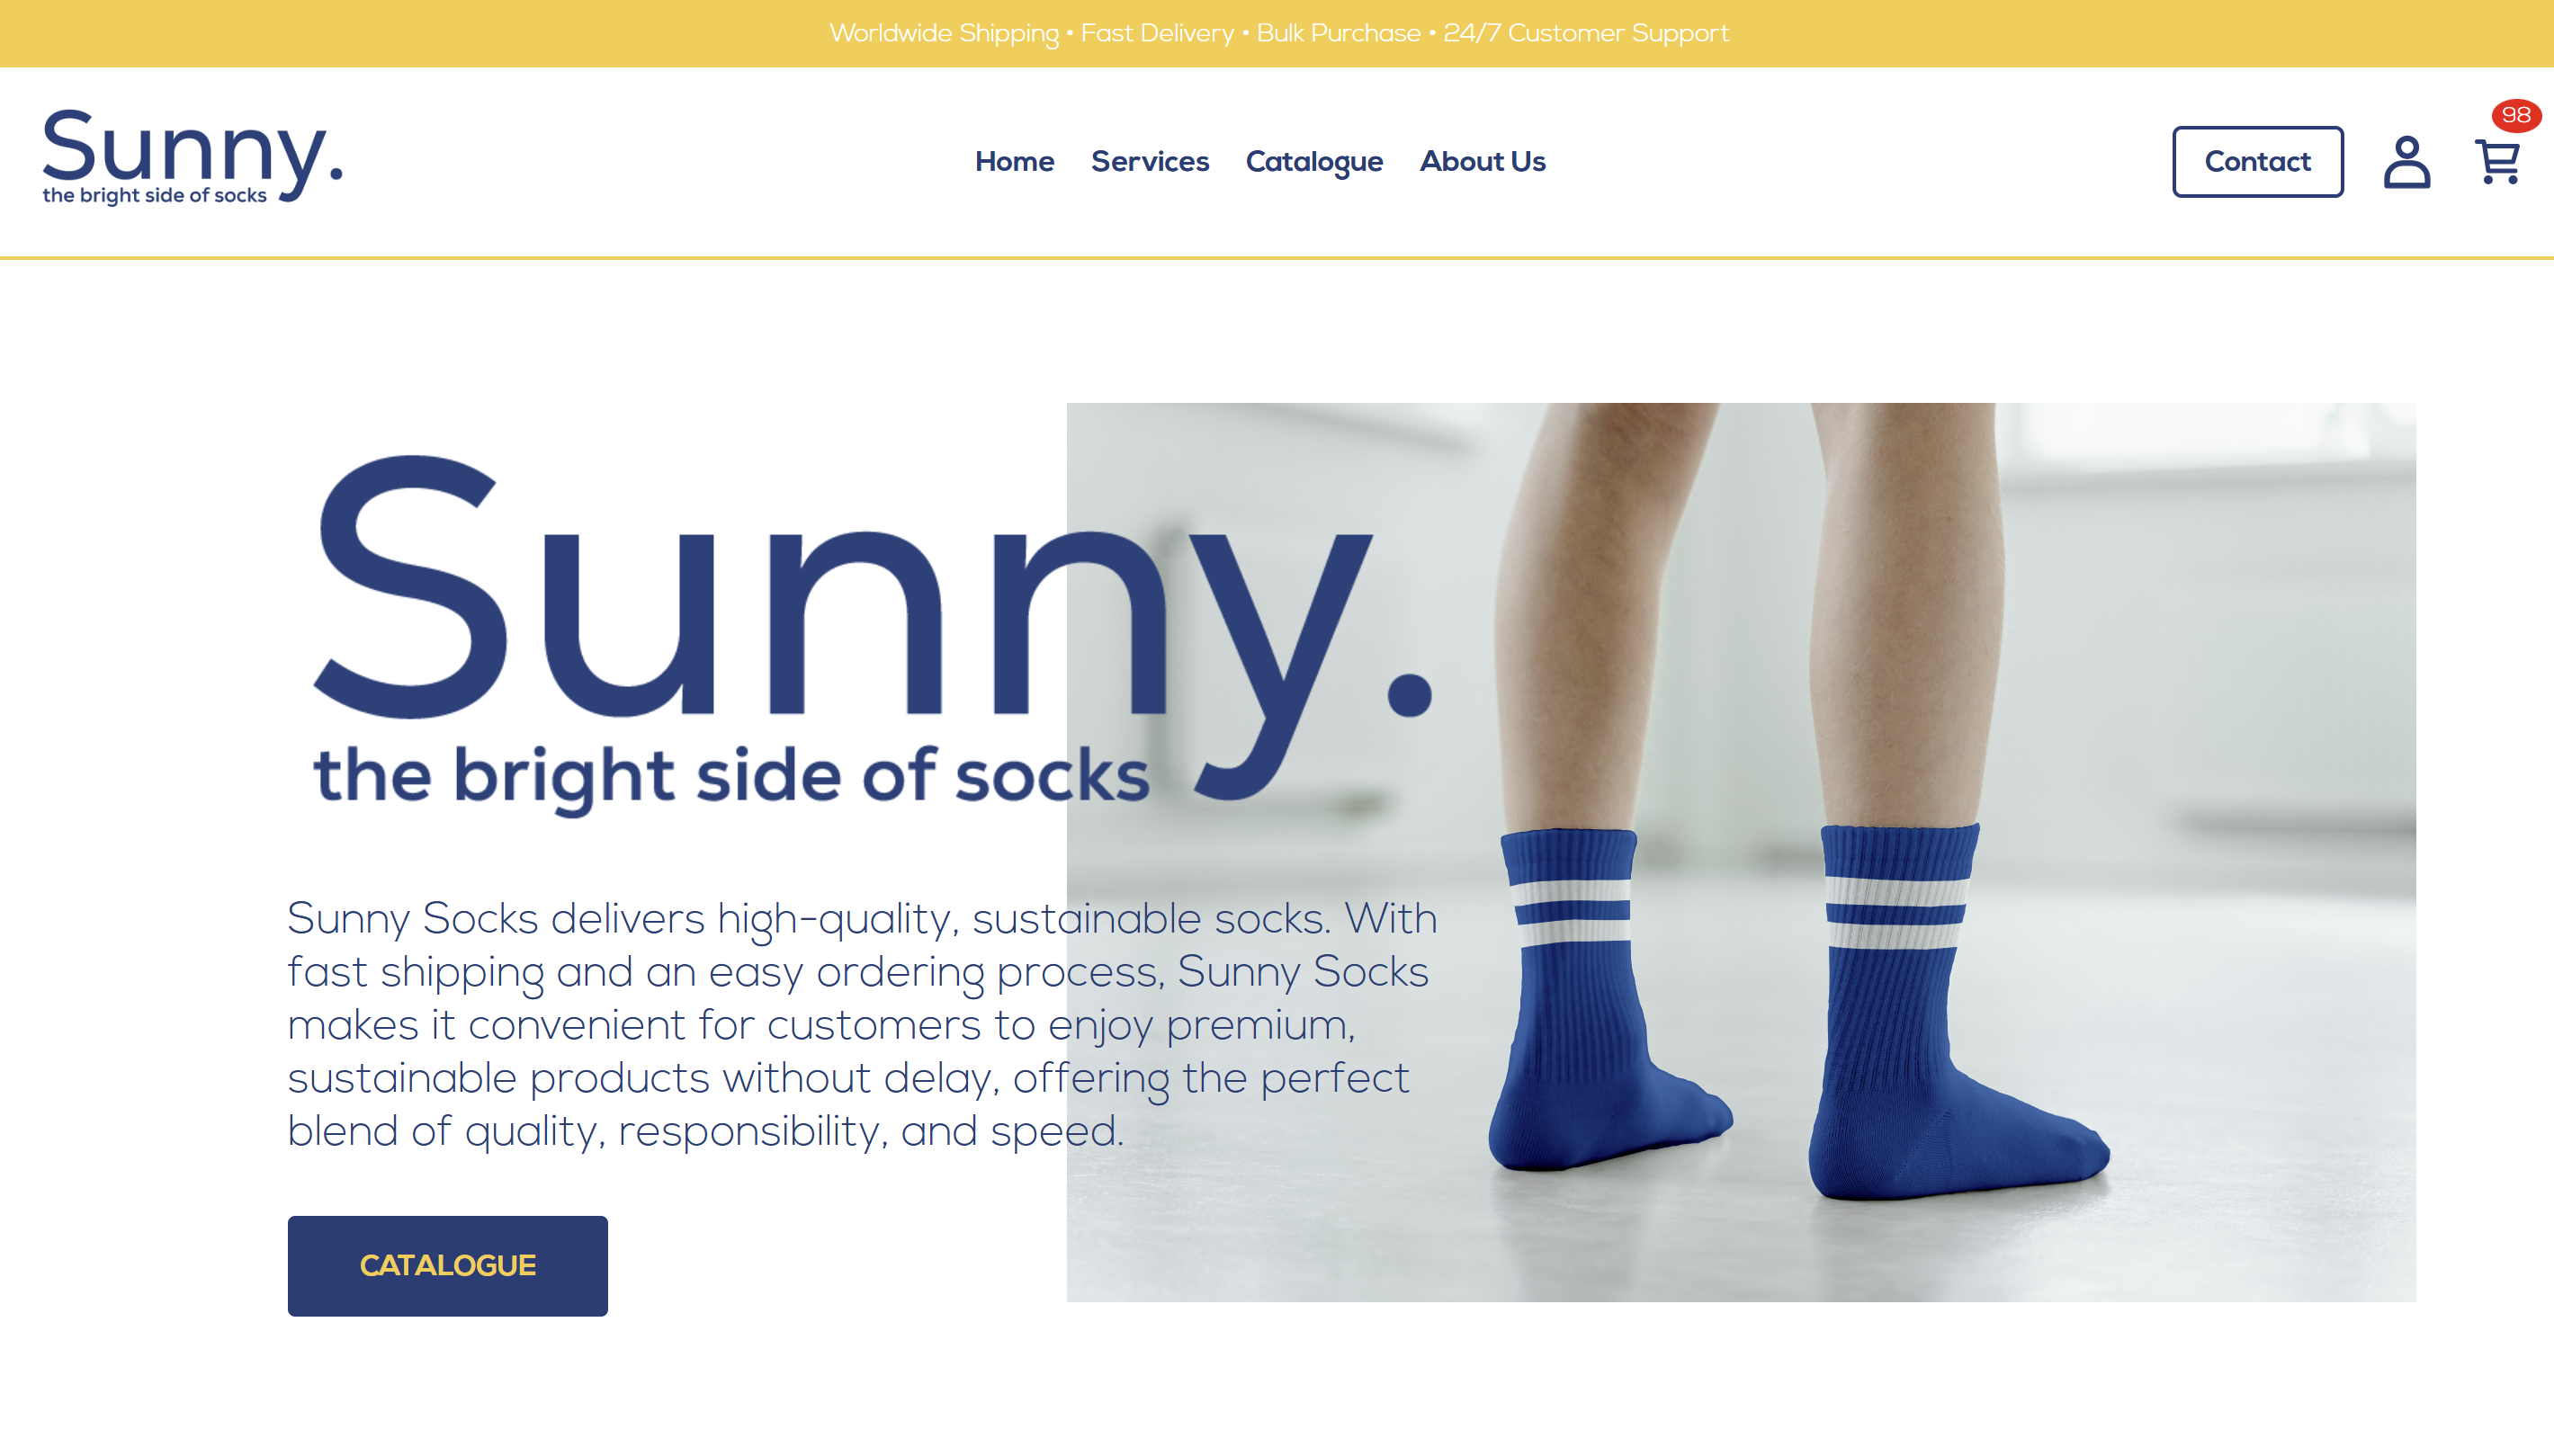 Worldwide Shipping • Fast Delivery • Bulk Purchase • 24/7 Customer Support
Sunny.
the bright side of socks
Home Services Catalogue About Us
Contact
98
Sunny.
the bright side of socks
Sunny Socks delivers high-quality, sustainable socks. With
fast shipping and an easy ordering process, Sunny Socks
makes it convenient for customers to enjoy premium,
sustainable products without delay, offering the perfect
blend of quality, responsibility, and speed.
CATALOGUE